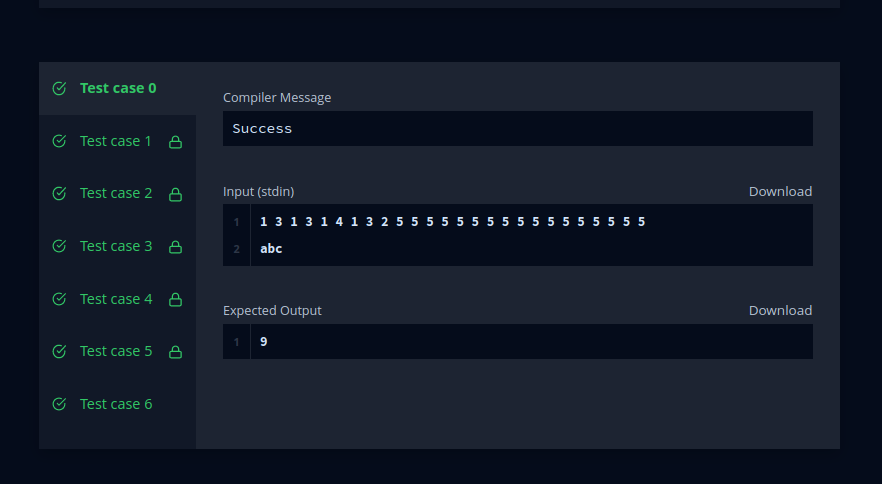 Test case 0
Test case 1
Test case 2
Test case 3
Test case 4
Test case 5
Test case 6
Compiler Message
Success
Input (stdin)
Download
1 1 3 1 3 1 4 1 3 2 5 5 5 5 5 5 5 5 5 5 5 5 5 5 5 5 5
2 abc
Expected Output
Download
1 9